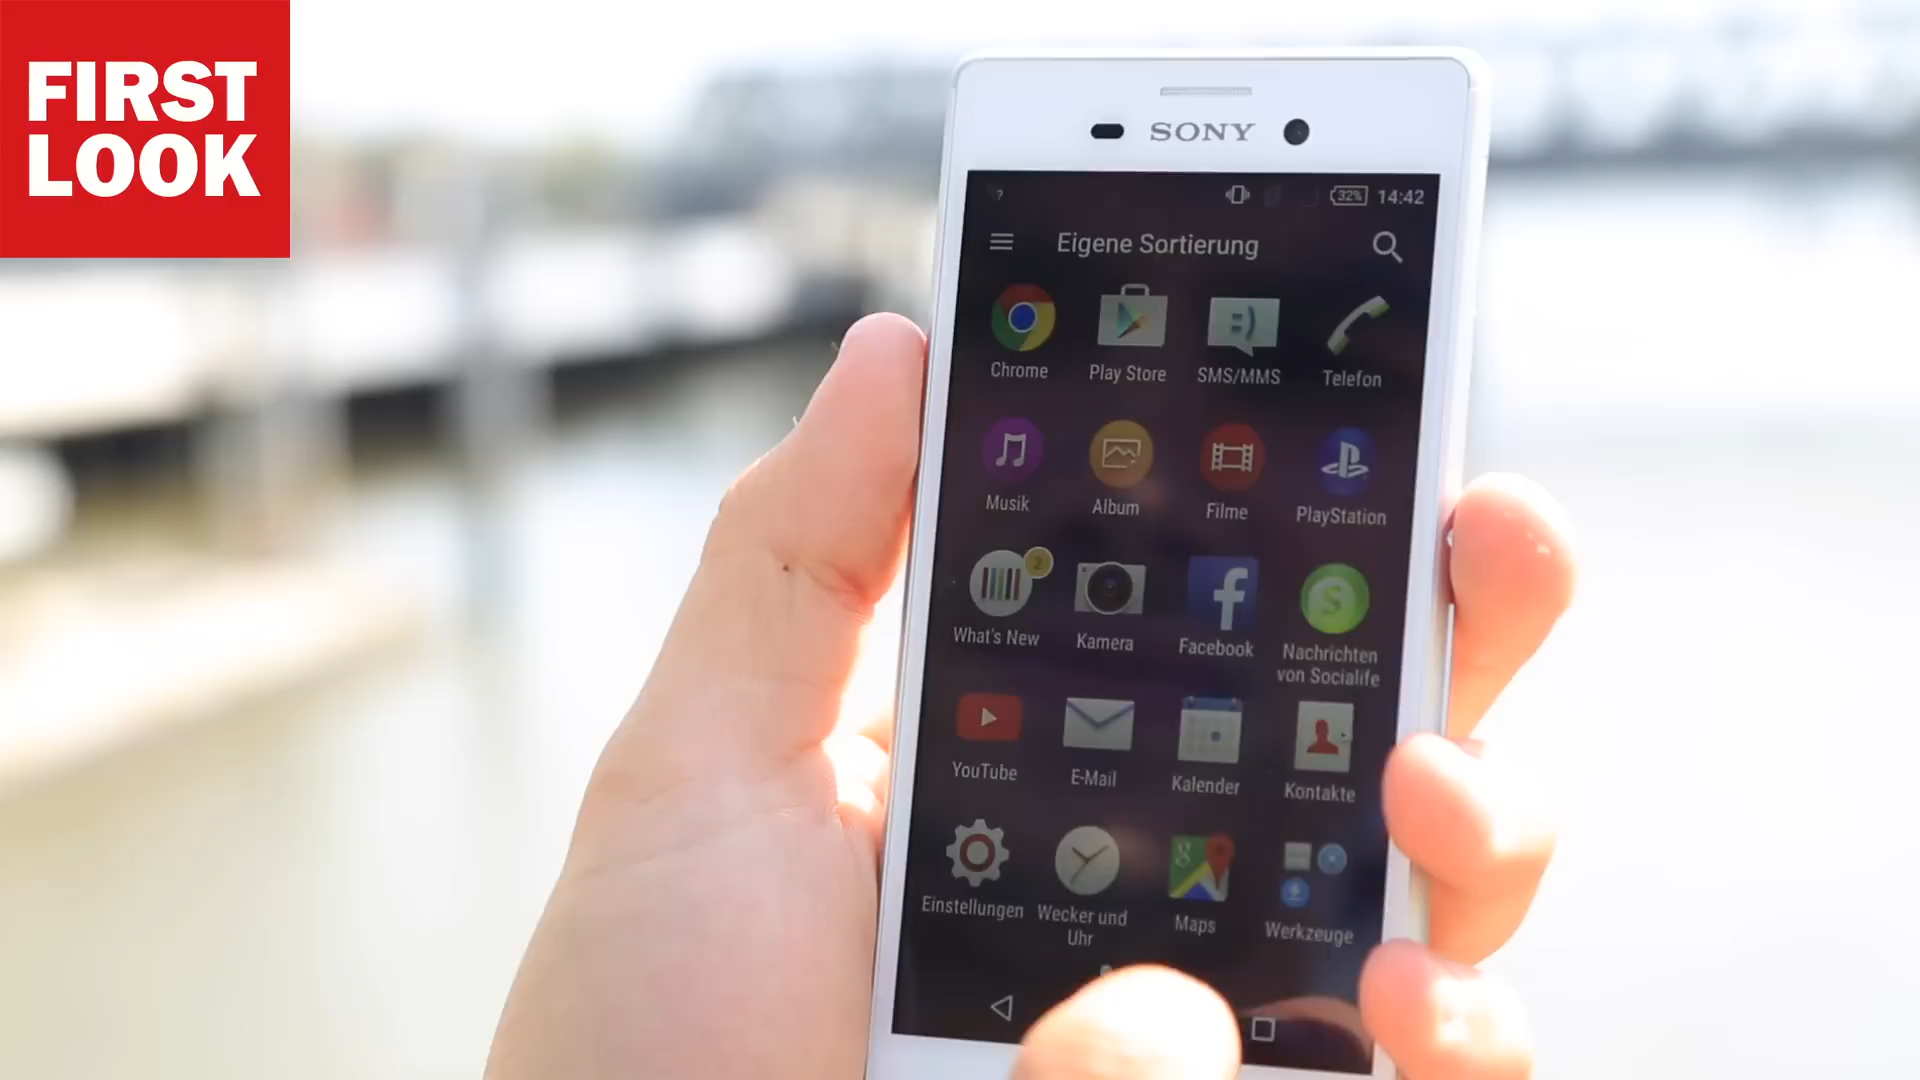 FIRST
LOOK
SONY
?
32%
14:42
Eigene Sortierung
Chrome
Play Store
SMS/MMS
Telefon
Musik
Album
Filme
PlayStation
2
What's New
Kamera
Facebook
Nachrichten
von Socialife
YouTube
E-Mail
Kalender
Kontakte
Einstellungen
Wecker und
Uhr
Maps
Werkzeuge